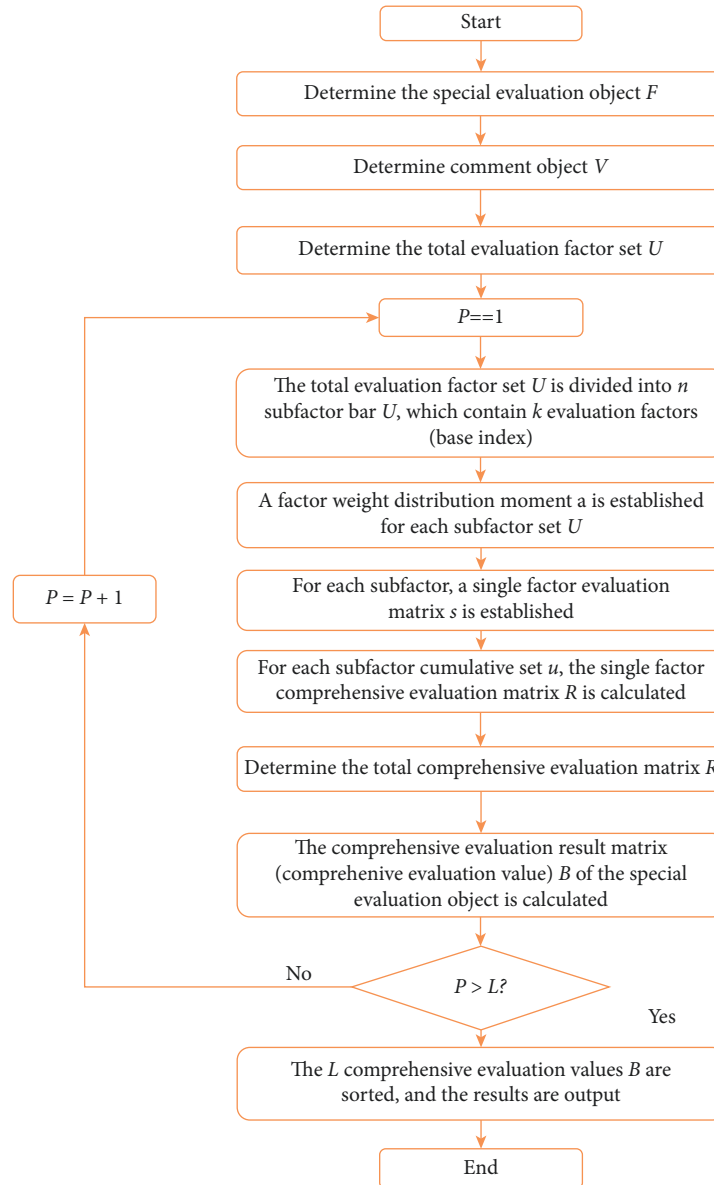 Start
Determine the special evaluation object F
Determine comment object V
Determine the total evaluation factor set U
P==1
The total evaluation factor set U is divided into n
subfactor bar U, which contain k evaluation factors
(base index)
A factor weight distribution moment a is established
for each subfactor set U
P = P + 1
For each subfactor, a single factor evaluation
matrix s is established
For each subfactor cumulative set u, the single factor
comprehensive evaluation matrix R is calculated
Determine the total comprehensive evaluation matrix R
The comprehensive evaluation result matrix
(comprehenive evaluation value) B of the special
evaluation object is calculated
No
P > L?
Yes
The L comprehensive evaluation values B are
sorted, and the results are output
End